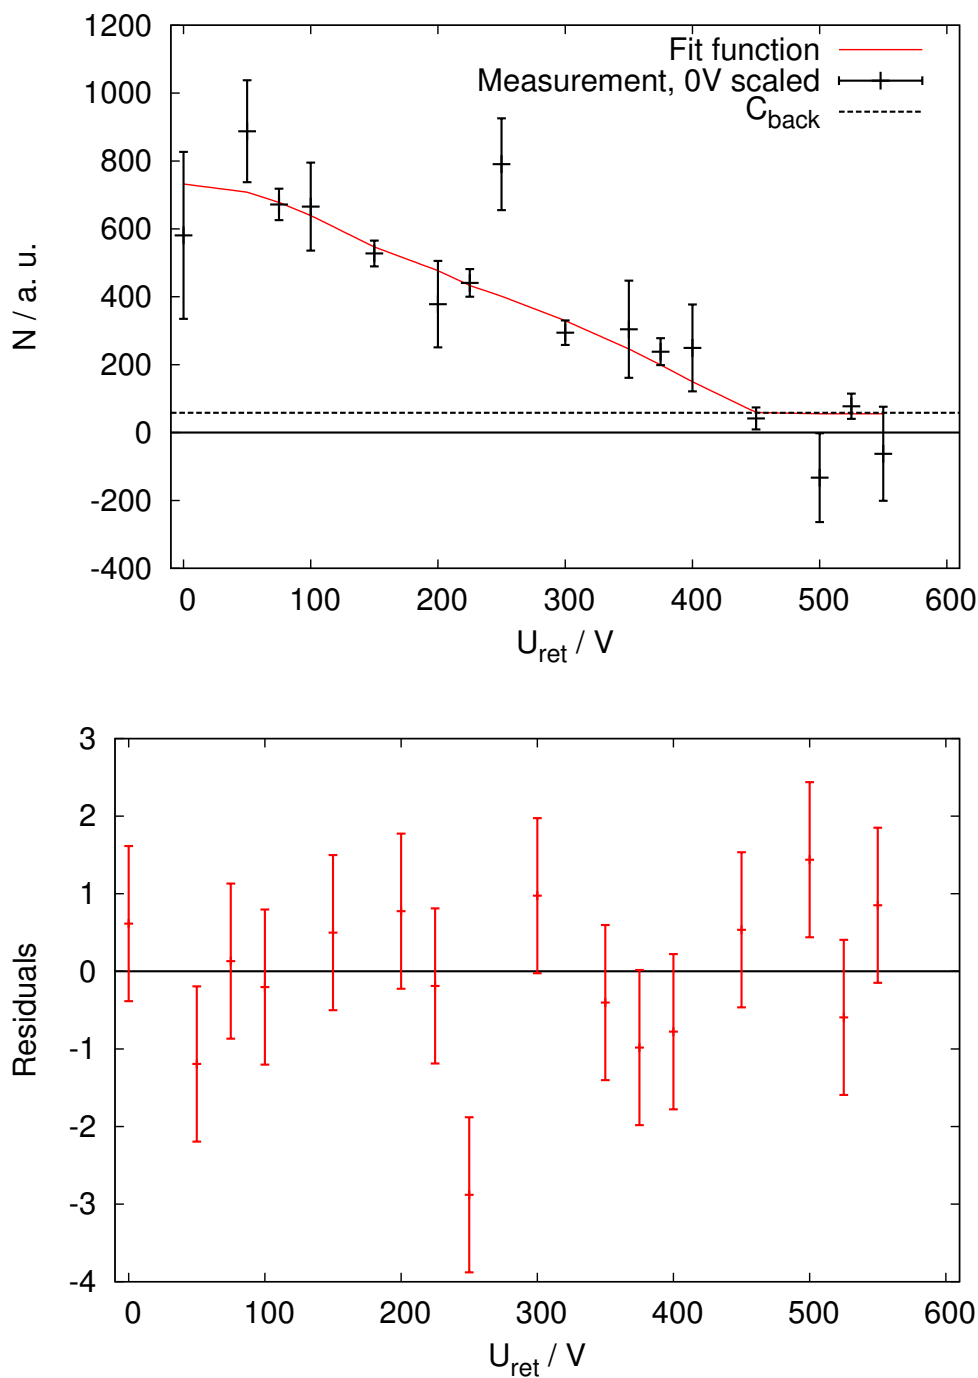 1200
1000
800
600
400
200
0
-200
-400
N / a. u.
Fit function
Measurement, 0V scaled
C_back
0 100 200 300 400 500 600
U_ret / V
3
2
1
0
-1
-2
-3
-4
Residuals
0 100 200 300 400 500 600
U_ret / V